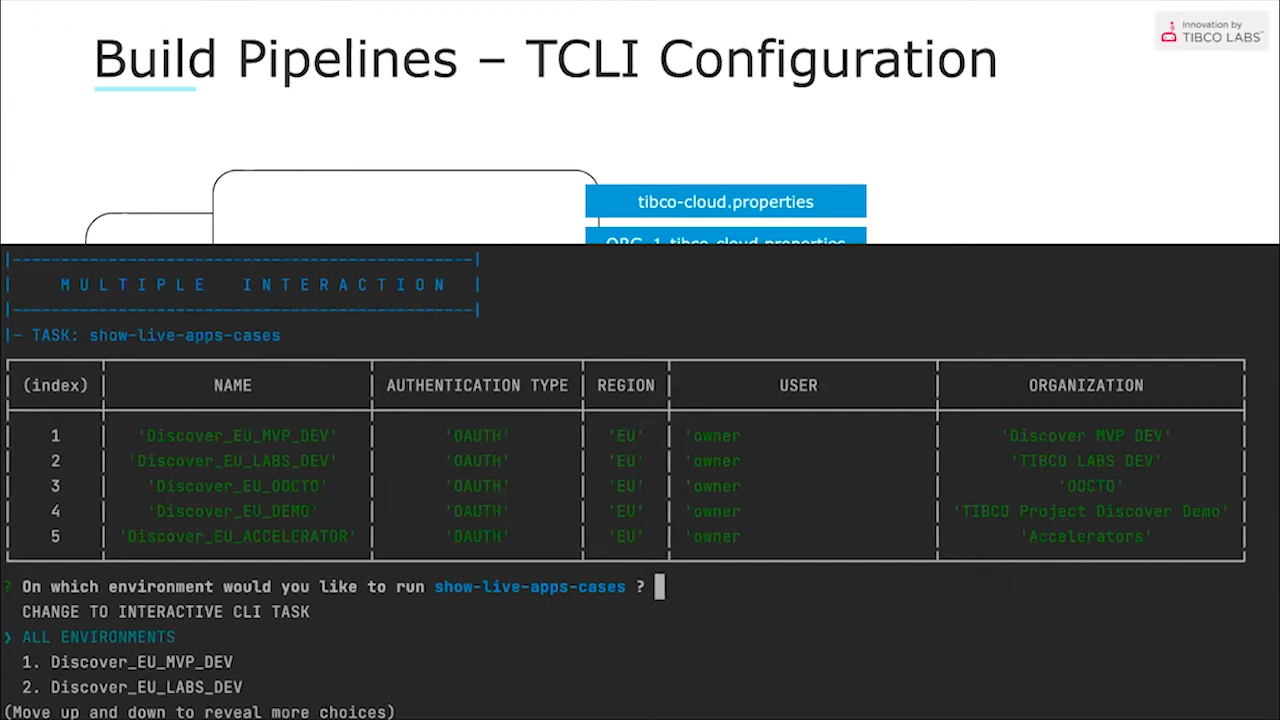 Build Pipelines – TCLI Configuration
Innovation by
TIBCO LABS™
tibco-cloud.properties
ORG_1_tibco-cloud.properties
|-----------------------------------------------|
| M U L T I P L E    I N T E R A C T I O N |
|-----------------------------------------------|
|- TASK: show-live-apps-cases
(index) NAME AUTHENTICATION TYPE REGION USER ORGANIZATION
1 'Discover_EU_MVP_DEV' 'OAUTH' 'EU' 'owner 'Discover MVP DEV'
2 'Discover_EU_LABS_DEV' 'OAUTH' 'EU' 'owner 'TIBCO LABS DEV'
3 'Discover_EU_OOCTO' 'OAUTH' 'EU' 'owner 'OOCTO'
4 'Discover_EU_DEMO' 'OAUTH' 'EU' 'owner 'TIBCO Project Discover Demo'
5 'Discover_EU_ACCELERATOR' 'OAUTH' 'EU' 'owner 'Accelerators'
? On which environment would you like to run show-live-apps-cases ?
CHANGE TO INTERACTIVE CLI TASK
❯ ALL ENVIRONMENTS
1. Discover_EU_MVP_DEV
2. Discover_EU_LABS_DEV
(Move up and down to reveal more choices)